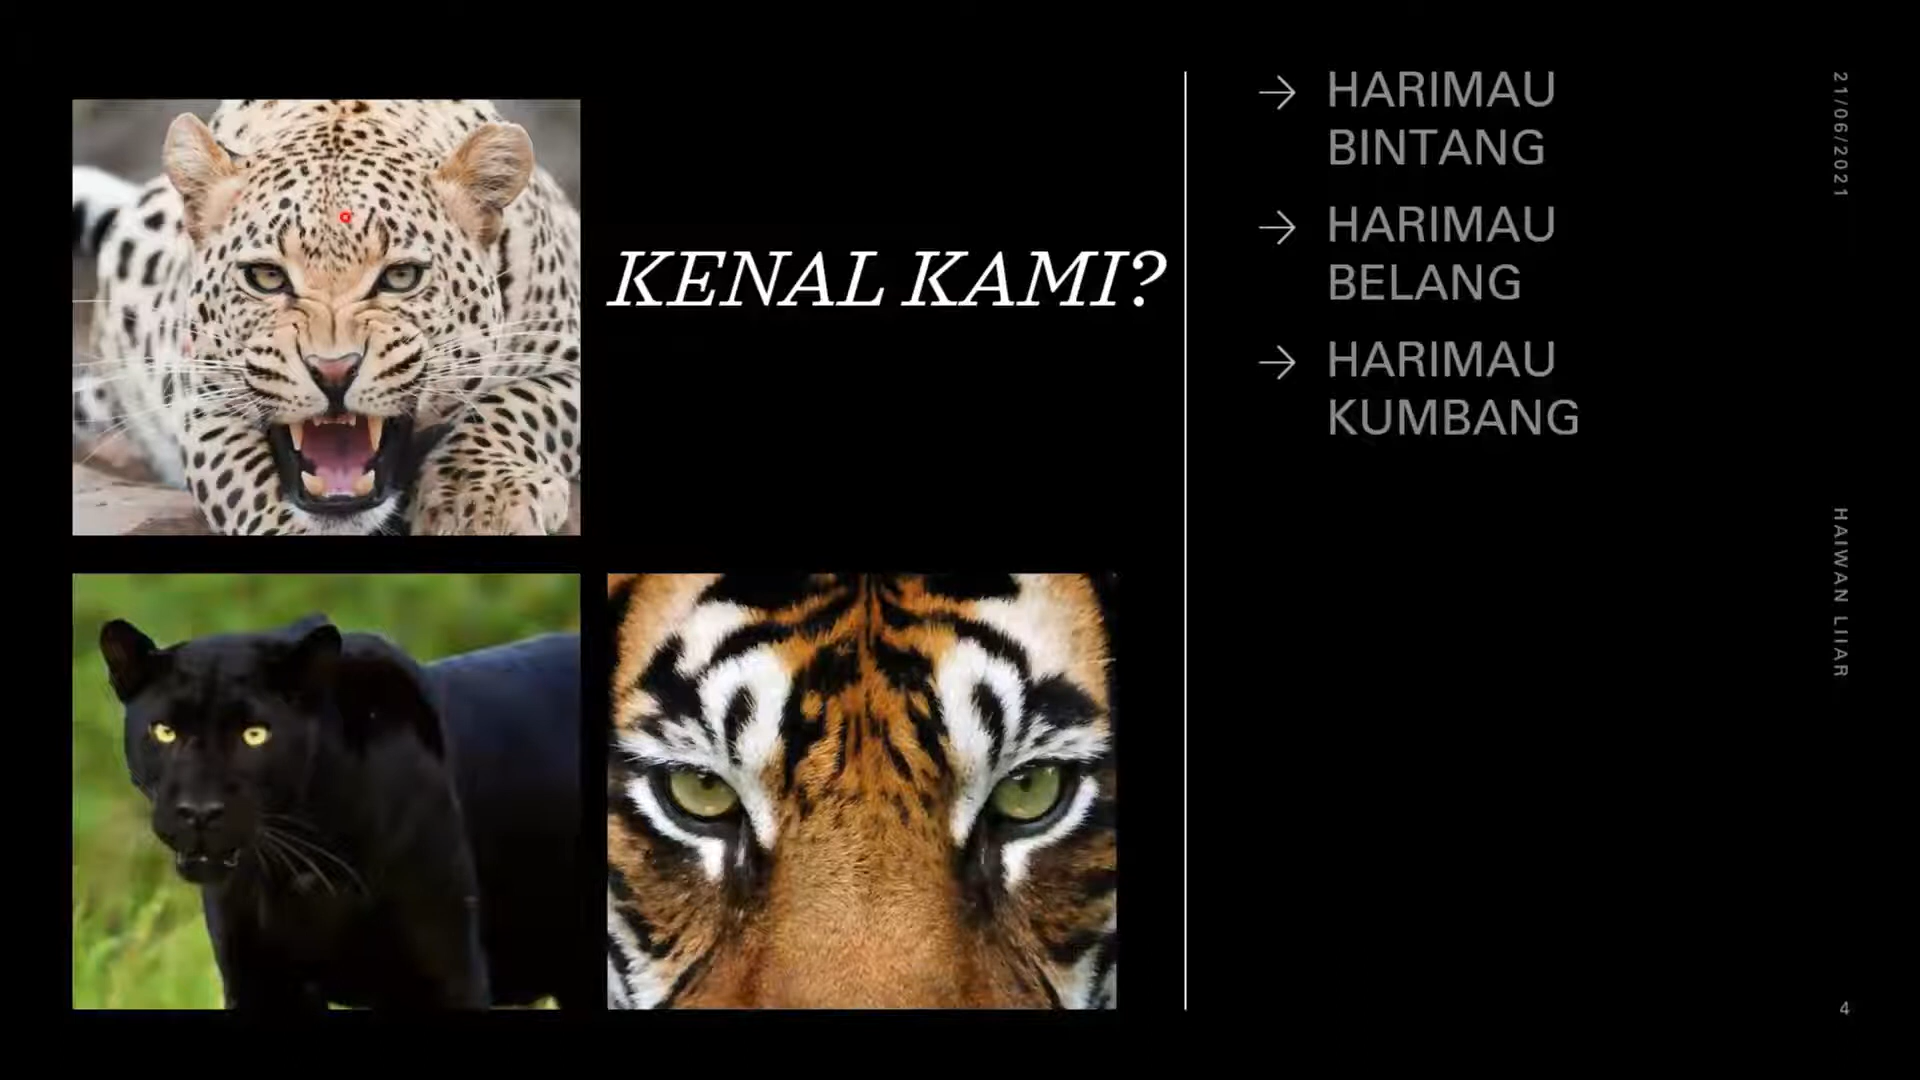 KENAL KAMI?
→ HARIMAU
BINTANG
→ HARIMAU
BELANG
→ HARIMAU
KUMBANG
21/06/2021
HAIWAN LIIAR
4